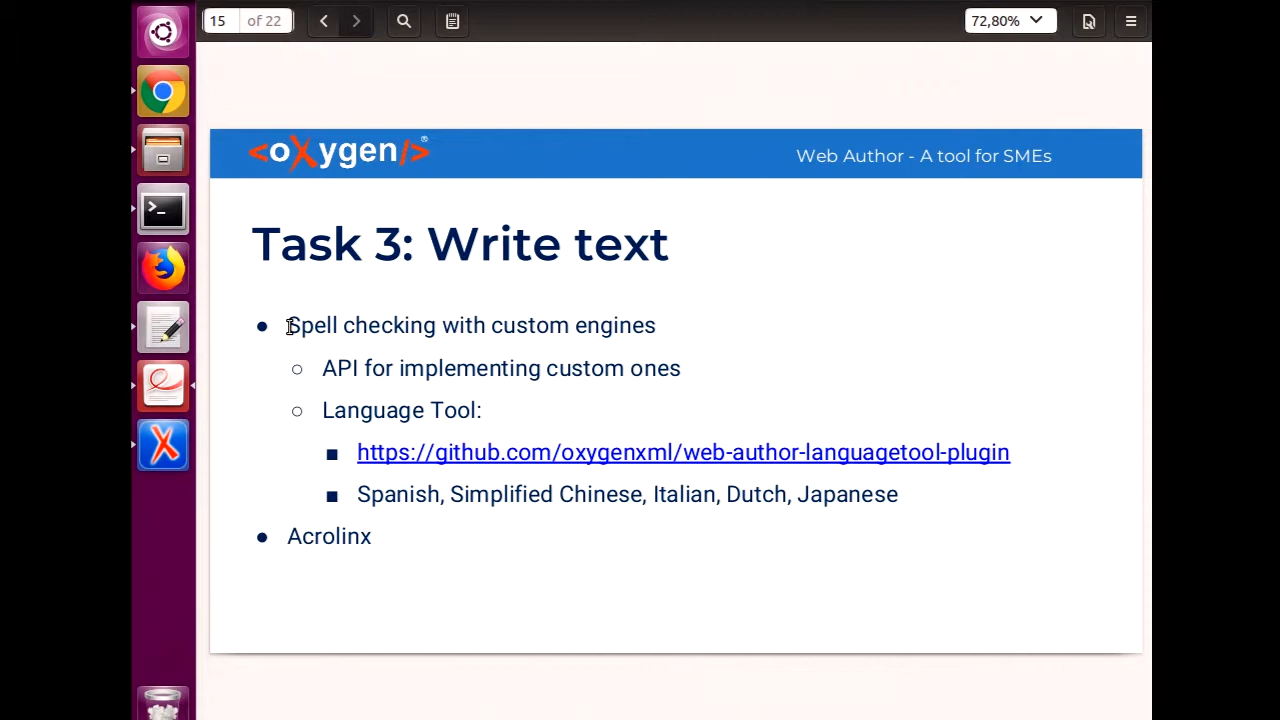 15 of 22
72,80%
<oXygen/>®
Web Author - A tool for SMEs
Task 3: Write text
● Spell checking with custom engines
○ API for implementing custom ones
○ Language Tool:
■ https://github.com/oxygenxml/web-author-languagetool-plugin
■ Spanish, Simplified Chinese, Italian, Dutch, Japanese
● Acrolinx